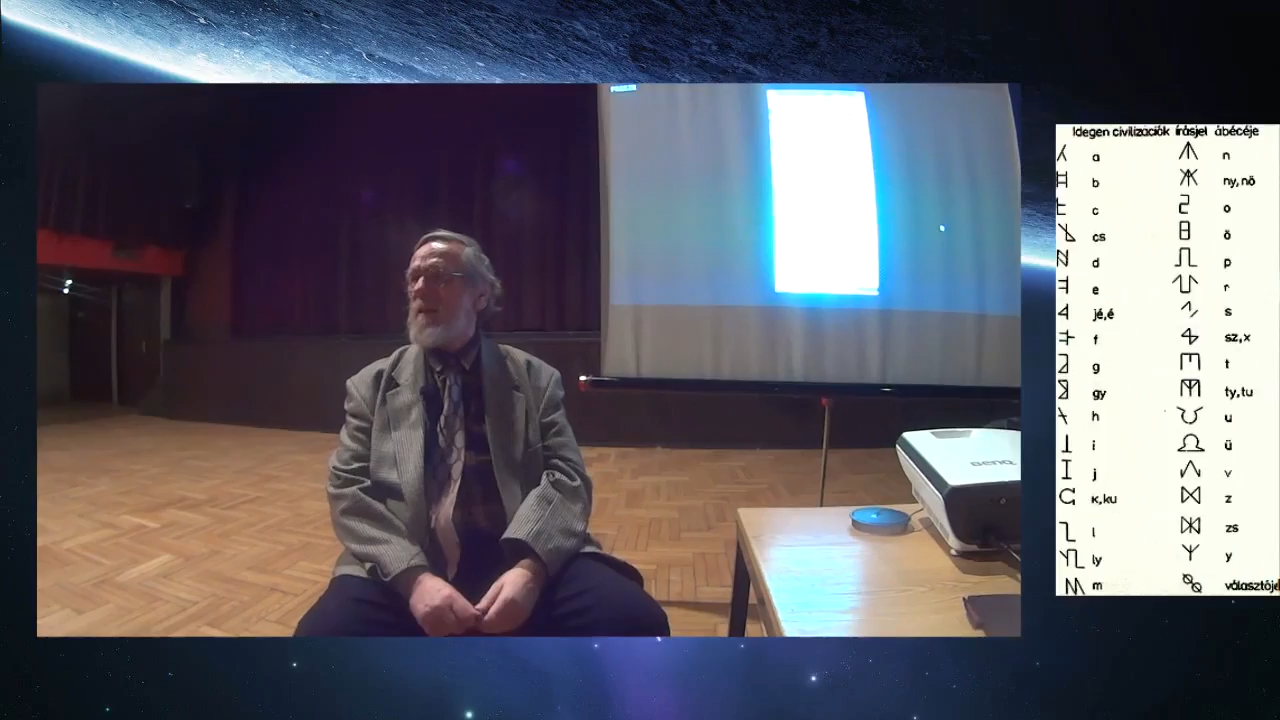 BENQ
Idegen civilizációk írásjel ábécéje
a n
b ny,nö
c o
cs ö
d p
e r
jé,é s
f sz,x
g t
gy ty,tu
h u
i ü
j v
k,ku z
l zs
ly y
m választójel